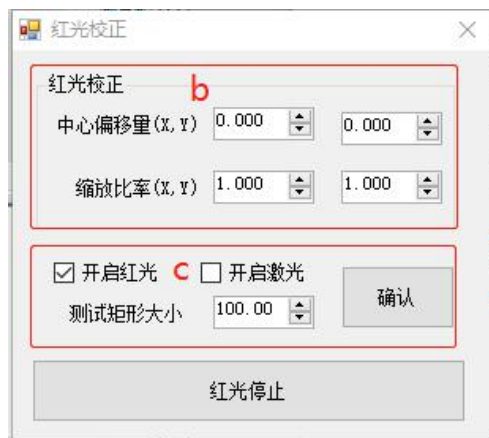 红光校正
红光校正
b
中心偏移量(X,Y) 0.000 0.000
缩放比率(X,Y) 1.000 1.000
开启红光 c 开启激光
测试矩形大小 100.00
确认
红光停止